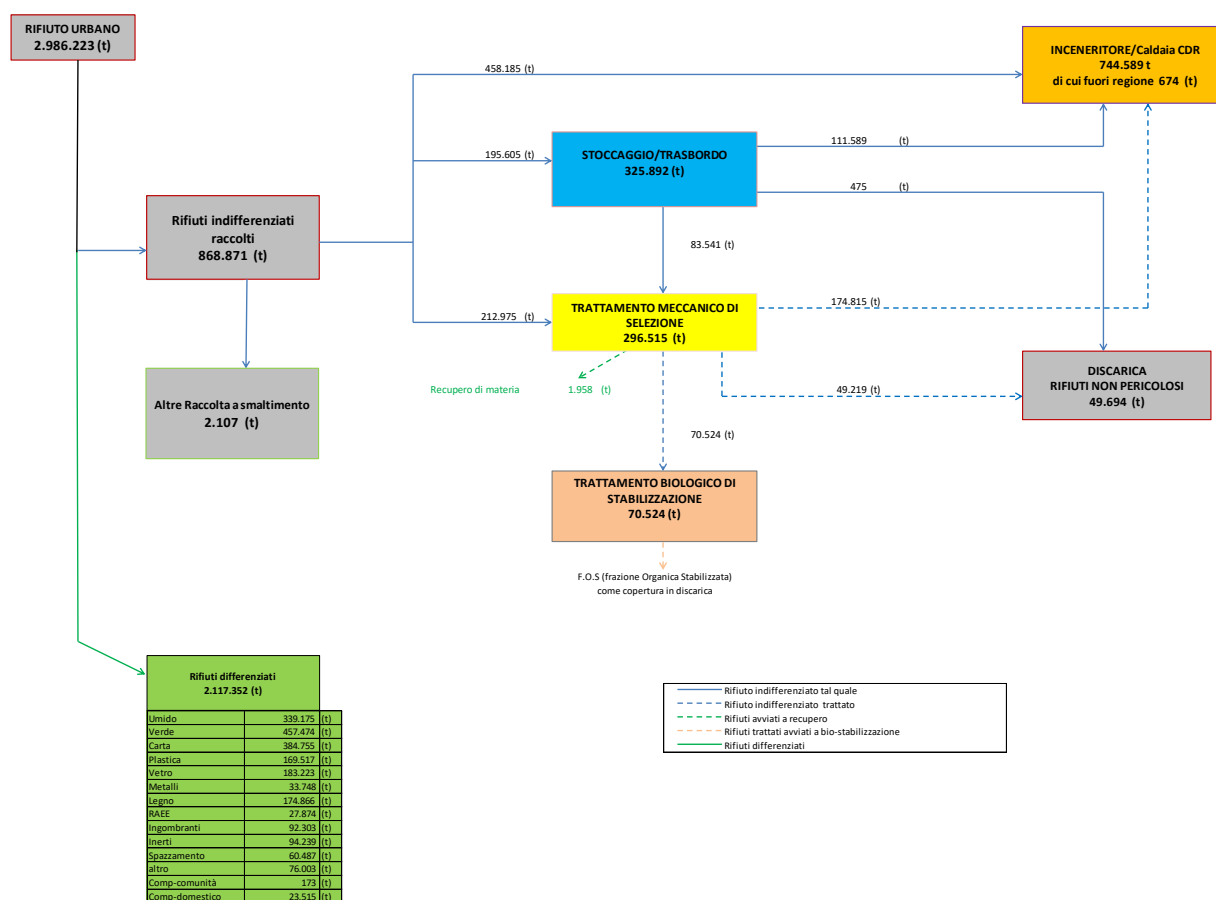 RIFIUTO URBANO
2.986.223 (t)
INCENERITORE/Caldaia CDR
744.589 t
di cui fuori regione 674 (t)
458.185 (t)
195.605 (t)
STOCCAGGIO/TRASBORDO
325.892 (t)
111.589 (t)
475 (t)
Rifiuti indifferenziati
raccolti
868.871 (t)
83.541 (t)
212.975 (t)
TRATTAMENTO MECCANICO DI
SELEZIONE
296.515 (t)
174.815 (t)
Altre Raccolta a smaltimento
2.107 (t)
Recupero di materia 1.958 (t)
49.219 (t)
DISCARICA
RIFIUTI NON PERICOLOSI
49.694 (t)
70.524 (t)
TRATTAMENTO BIOLOGICO DI
STABILIZZAZIONE
70.524 (t)
F.O.S (frazione Organica Stabilizzata)
come copertura in discarica
Rifiuti differenziati
2.117.352 (t)
Umido 339.175 (t)
Verde 457.474 (t)
Carta 384.755 (t)
Plastica 169.517 (t)
Vetro 183.223 (t)
Metalli 33.748 (t)
Legno 174.866 (t)
RAEE 27.874 (t)
Ingombranti 92.303 (t)
Inerti 94.239 (t)
Spazzamento 60.487 (t)
altro 76.003 (t)
Comp-comunità 173 (t)
Comp-domestico 23.515 (t)
Rifiuto indifferenziato tal quale
Rifiuto indifferenziato trattato
Rifiuti avviati a recupero
Rifiuti trattati avviati a bio-stabilizzazione
Rifiuti differenziati